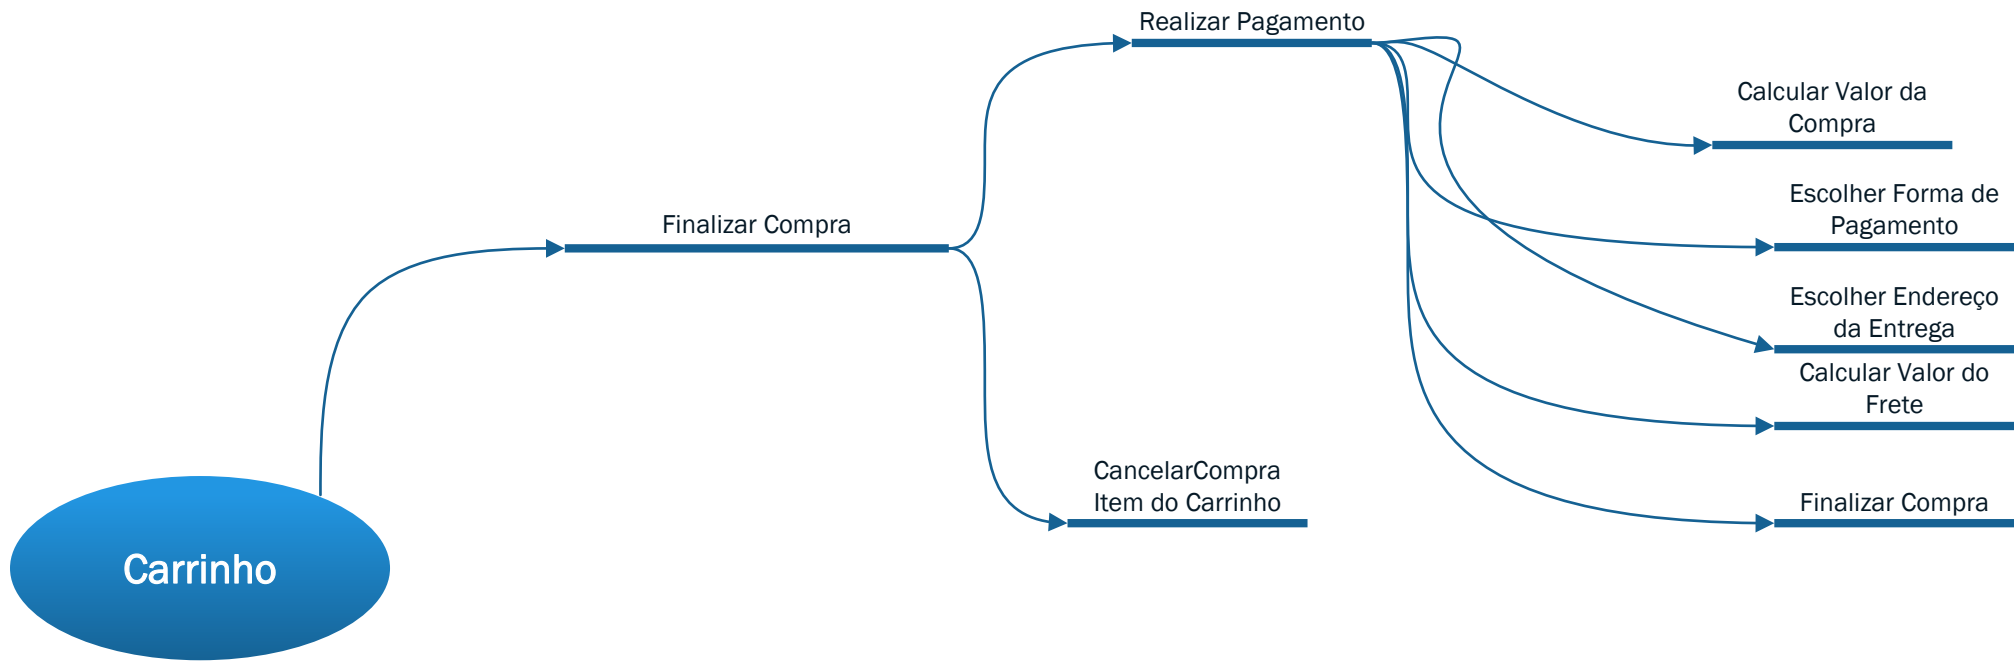 Realizar Pagamento
Calcular Valor da
Compra
Escolher Forma de
Pagamento
Finalizar Compra
Escolher Endereço
da Entrega
Calcular Valor do
Frete
CancelarCompra
Item do Carrinho
Finalizar Compra
Carrinho